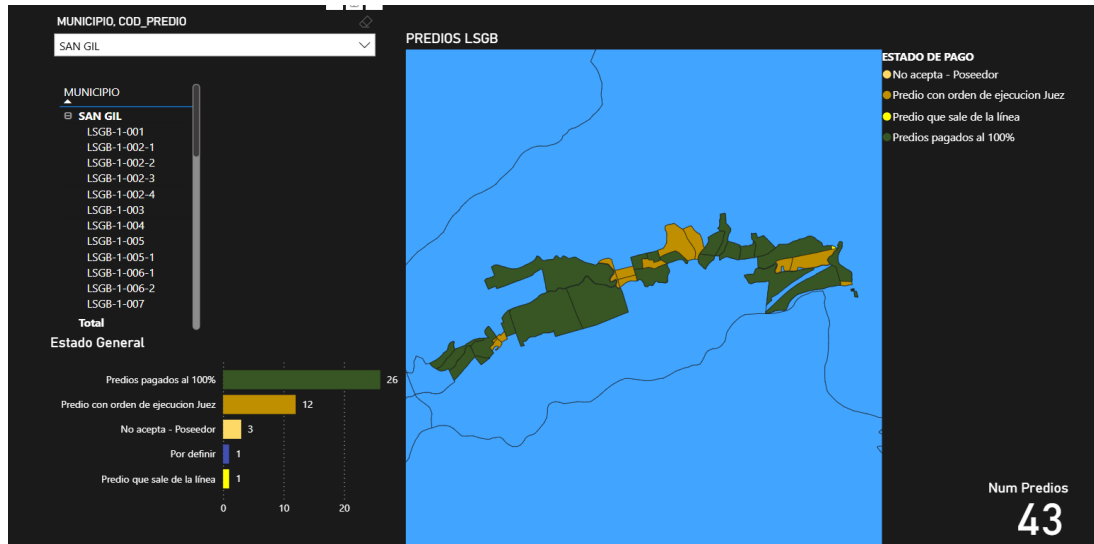 MUNICIPIO, COD_PREDIO
SAN GIL
MUNICIPIO
SAN GIL
LSGB-1-001
LSGB-1-002-1
LSGB-1-002-2
LSGB-1-002-3
LSGB-1-002-4
LSGB-1-003
LSGB-1-004
LSGB-1-005
LSGB-1-005-1
LSGB-1-006-1
LSGB-1-006-2
LSGB-1-007
Total
Estado General
Predios pagados al 100% 26
Predio con orden de ejecucion Juez 12
No acepta - Poseedor 3
Por definir 1
Predio que sale de la línea 1
0 10 20
PREDIOS LSGB
ESTADO DE PAGO
No acepta - Poseedor
Predio con orden de ejecucion Juez
Predio que sale de la línea
Predios pagados al 100%
Num Predios
43